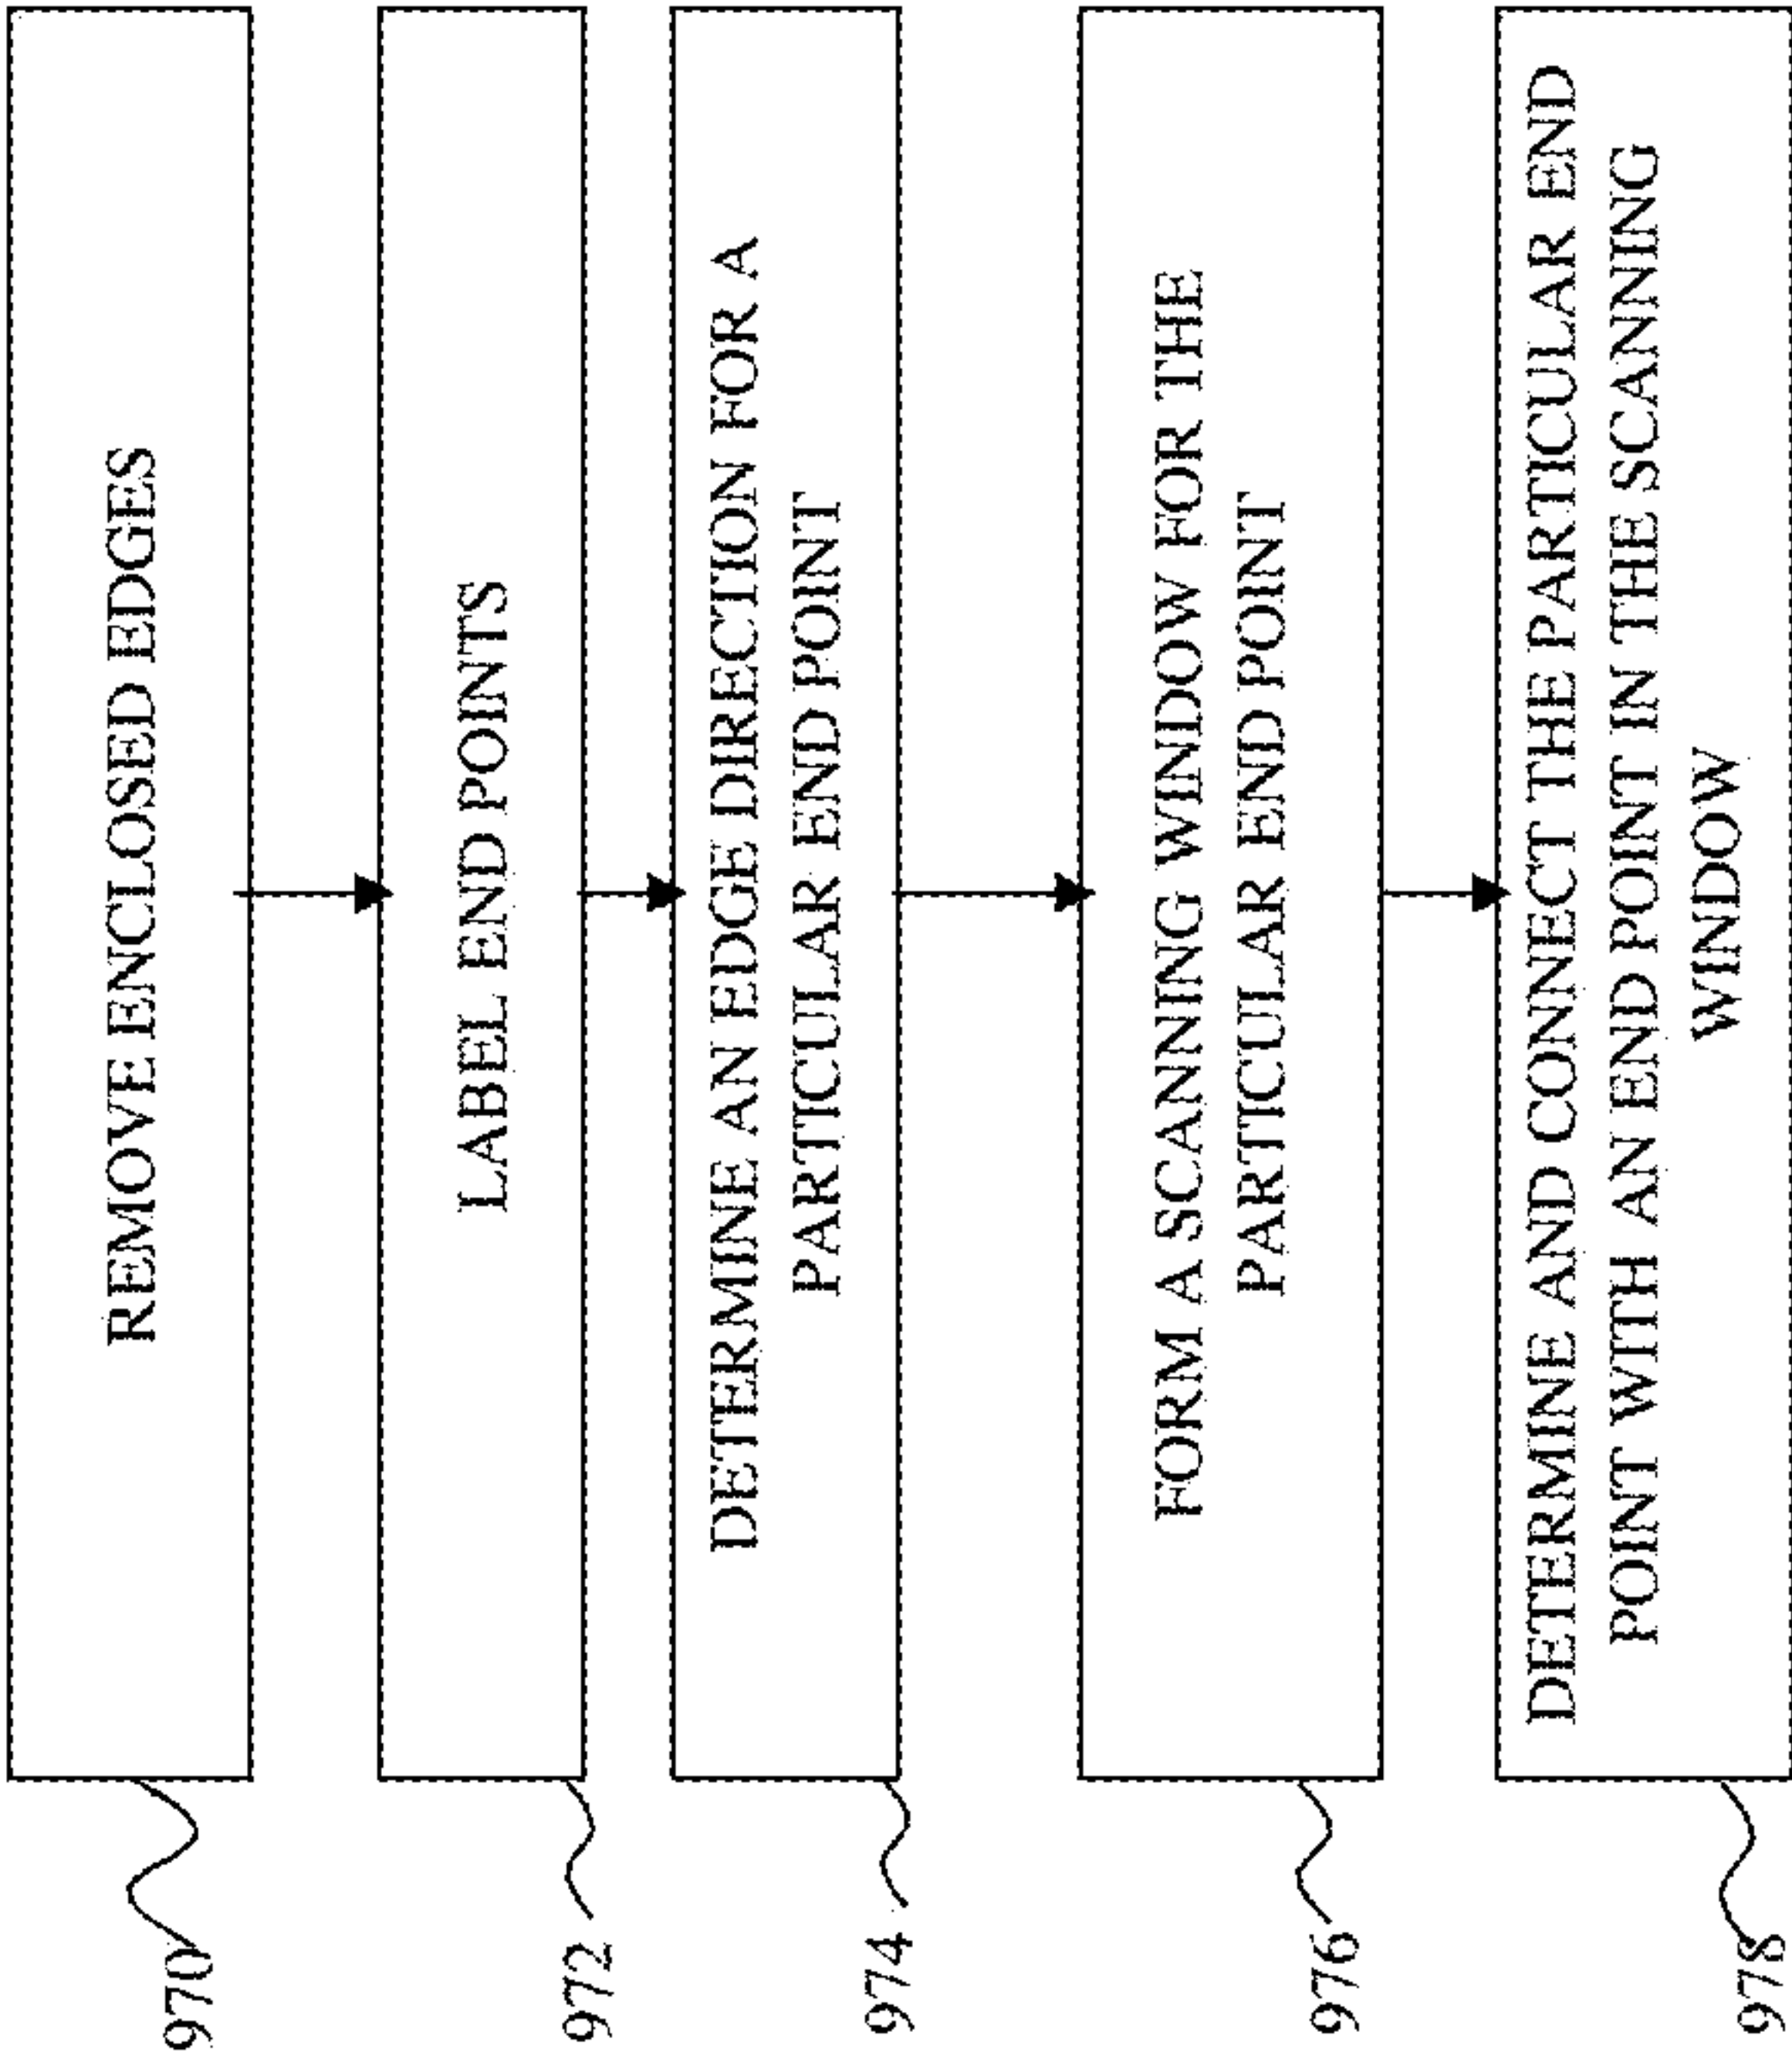 REMOVE ENCLOSED EDGES
970
LABEL END POINTS
972
DETERMINE AN EDGE DIRECTION FOR A
PARTICULAR END POINT
974
FORM A SCANNING WINDOW FOR THE
PARTICULAR END POINT
976
DETERMINE AND CONNECT THE PARTICULAR END
POINT WITH AN END POINT IN THE SCANNING
WINDOW
978